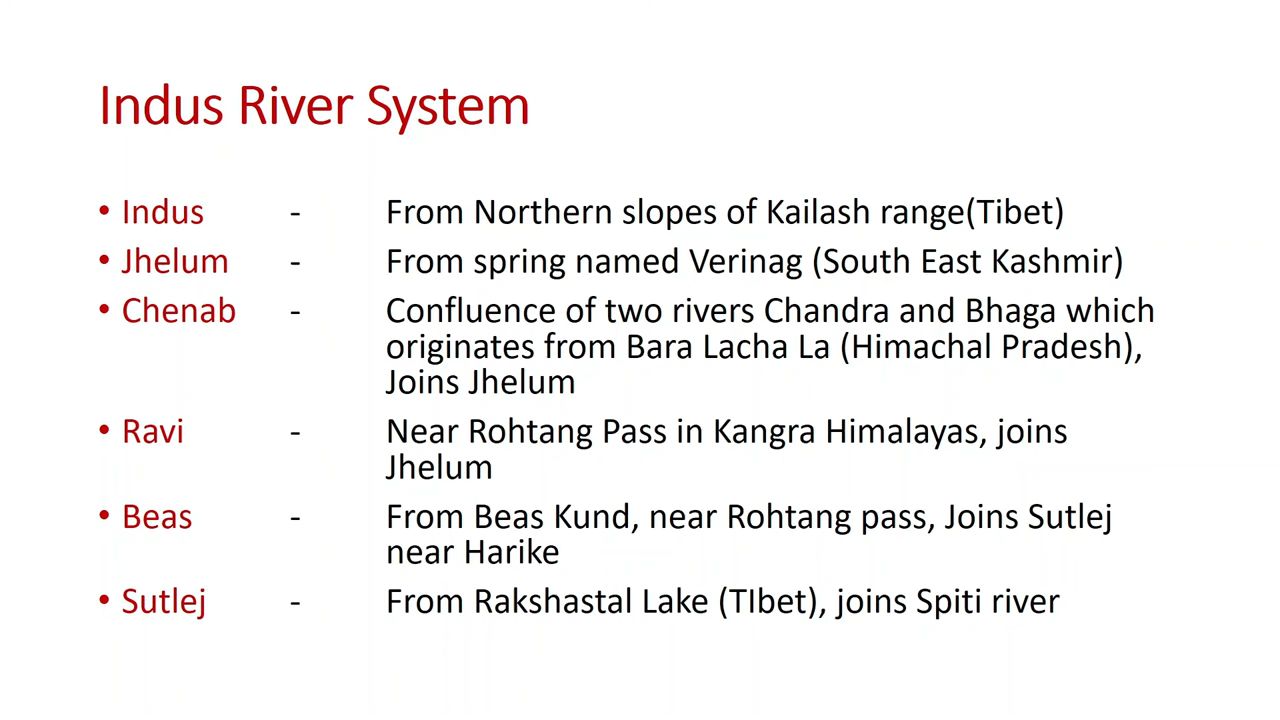 Indus River System
• Indus - From Northern slopes of Kailash range(Tibet)
• Jhelum - From spring named Verinag (South East Kashmir)
• Chenab - Confluence of two rivers Chandra and Bhaga which
originates from Bara Lacha La (Himachal Pradesh),
Joins Jhelum
• Ravi - Near Rohtang Pass in Kangra Himalayas, joins
Jhelum
• Beas - From Beas Kund, near Rohtang pass, Joins Sutlej
near Harike
• Sutlej - From Rakshastal Lake (TIbet), joins Spiti river